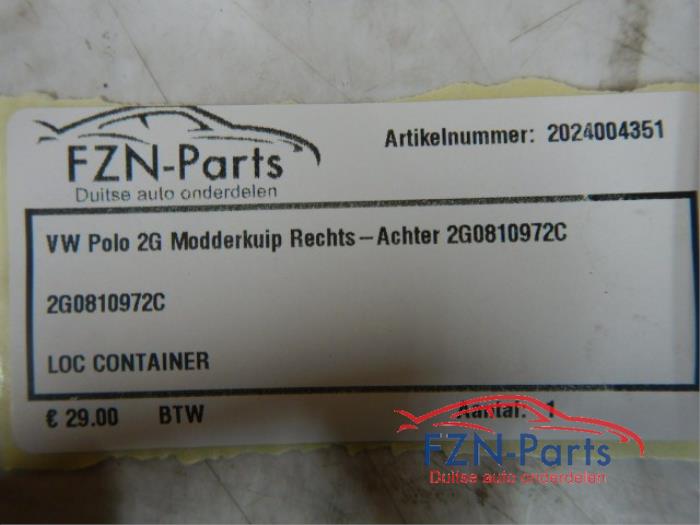 FZN-Parts
Duitse auto onderdelen
Artikelnummer: 2024004351
VW Polo 2G Modderkuip Rechts-Achter 2G0810972C
2G0810972C
LOC CONTAINER
€ 29.00 BTW Aantal: 1
FZN-Parts
Duitse auto onderdelen